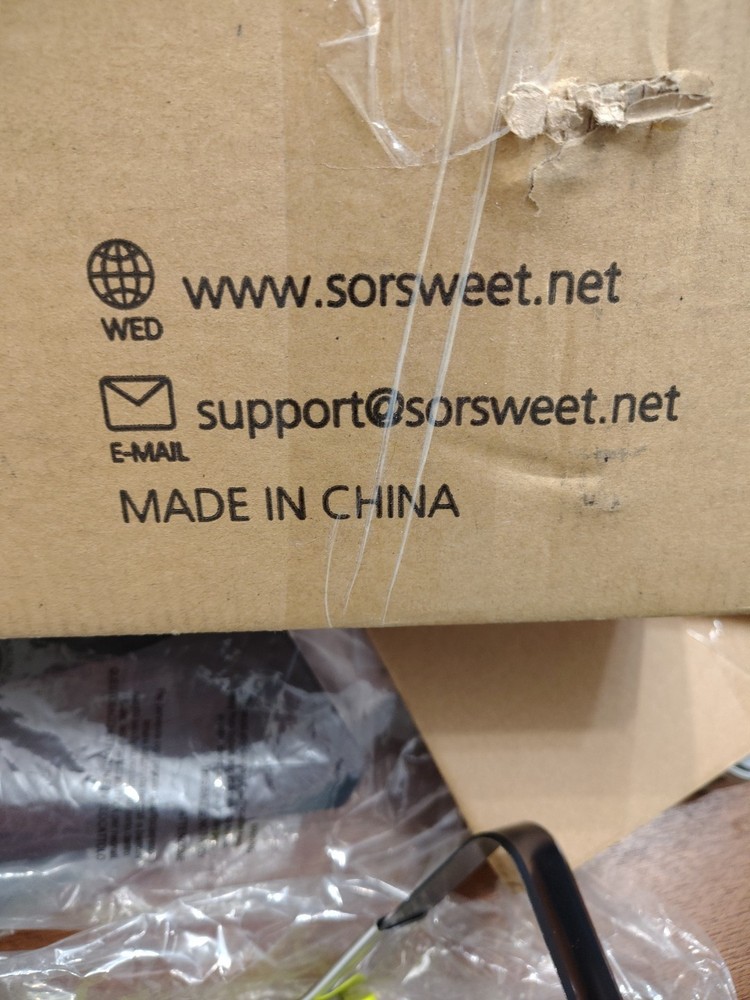 www.sorsweet.net
WED
support@sorsweet.net
E-MAIL
MADE IN CHINA